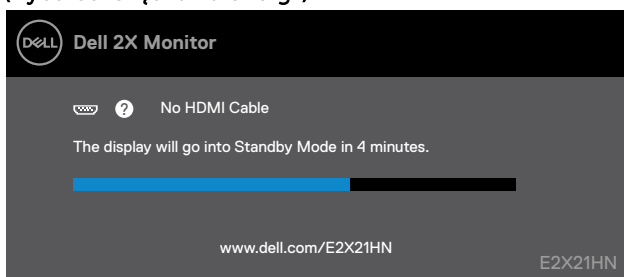 DELL Dell 2X Monitor
? No HDMI Cable
The display will go into Standby Mode in 4 minutes.
www.dell.com/E2X21HN
E2X21HN